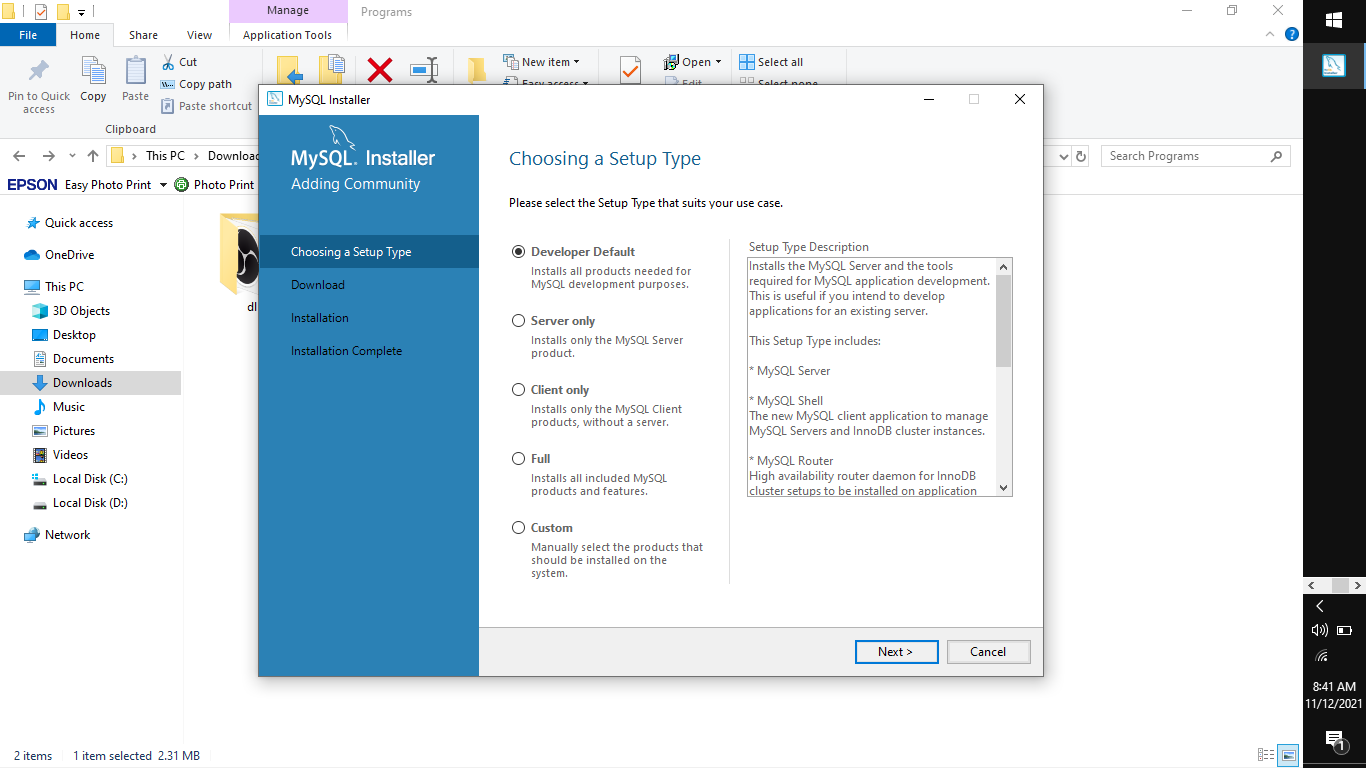 Manage
Programs
File
Home
Share
View
Application Tools
Pin to Quick
access
Copy
Paste
Cut
Copy path
Paste shortcut
New item
Easy access
Open
Edit
Select all
Select none
Clipboard
This PC
Search Programs
EPSON
Easy Photo Print
Photo Print
Quick access
OneDrive
This PC
3D Objects
Desktop
Documents
Downloads
Music
Pictures
Videos
Local Disk (C:)
Local Disk (D:)
Network
MySQL Installer
MySQL. Installer
Adding Community
Choosing a Setup Type
Download
Installation
Installation Complete
Choosing a Setup Type
Please select the Setup Type that suits your use case.
Developer Default
Installs all products needed for
MySQL development purposes.
Server only
Installs only the MySQL Server
product.
Client only
Installs only the MySQL Client
products, without a server.
Full
Installs all included MySQL
products and features.
Custom
Manually select the products that
should be installed on the
system.
Setup Type Description
Installs the MySQL Server and the tools
required for MySQL application development.
This is useful if you intend to develop
applications for an existing server.
This Setup Type includes:
* MySQL Server
* MySQL Shell
The new MySQL client application to manage
MySQL Servers and InnoDB cluster instances.
* MySQL Router
High availability router daemon for InnoDB
cluster setups to be installed on application
Next >
Cancel
2 items
1 item selected 2.31 MB
8:41 AM
11/12/2021
1